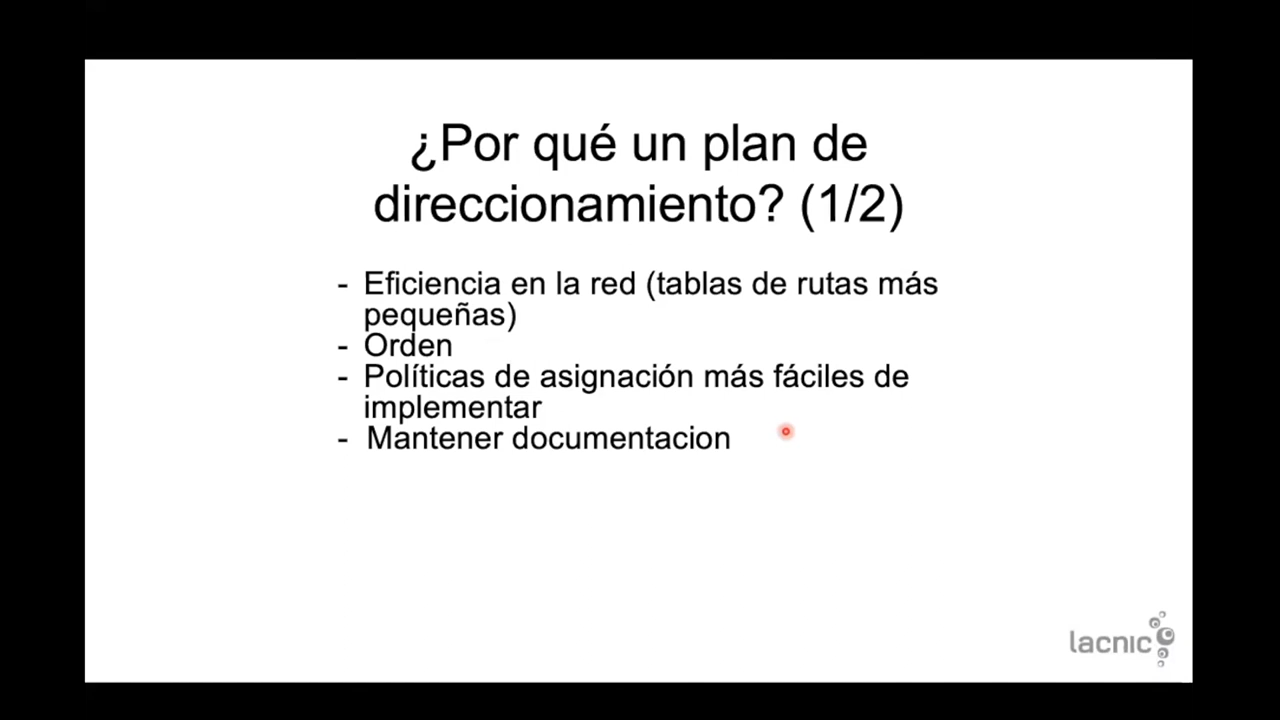 ¿Por qué un plan de
direccionamiento? (1/2)
- Eficiencia en la red (tablas de rutas más
pequeñas)
- Orden
- Políticas de asignación más fáciles de
implementar
- Mantener documentacion
lacnic